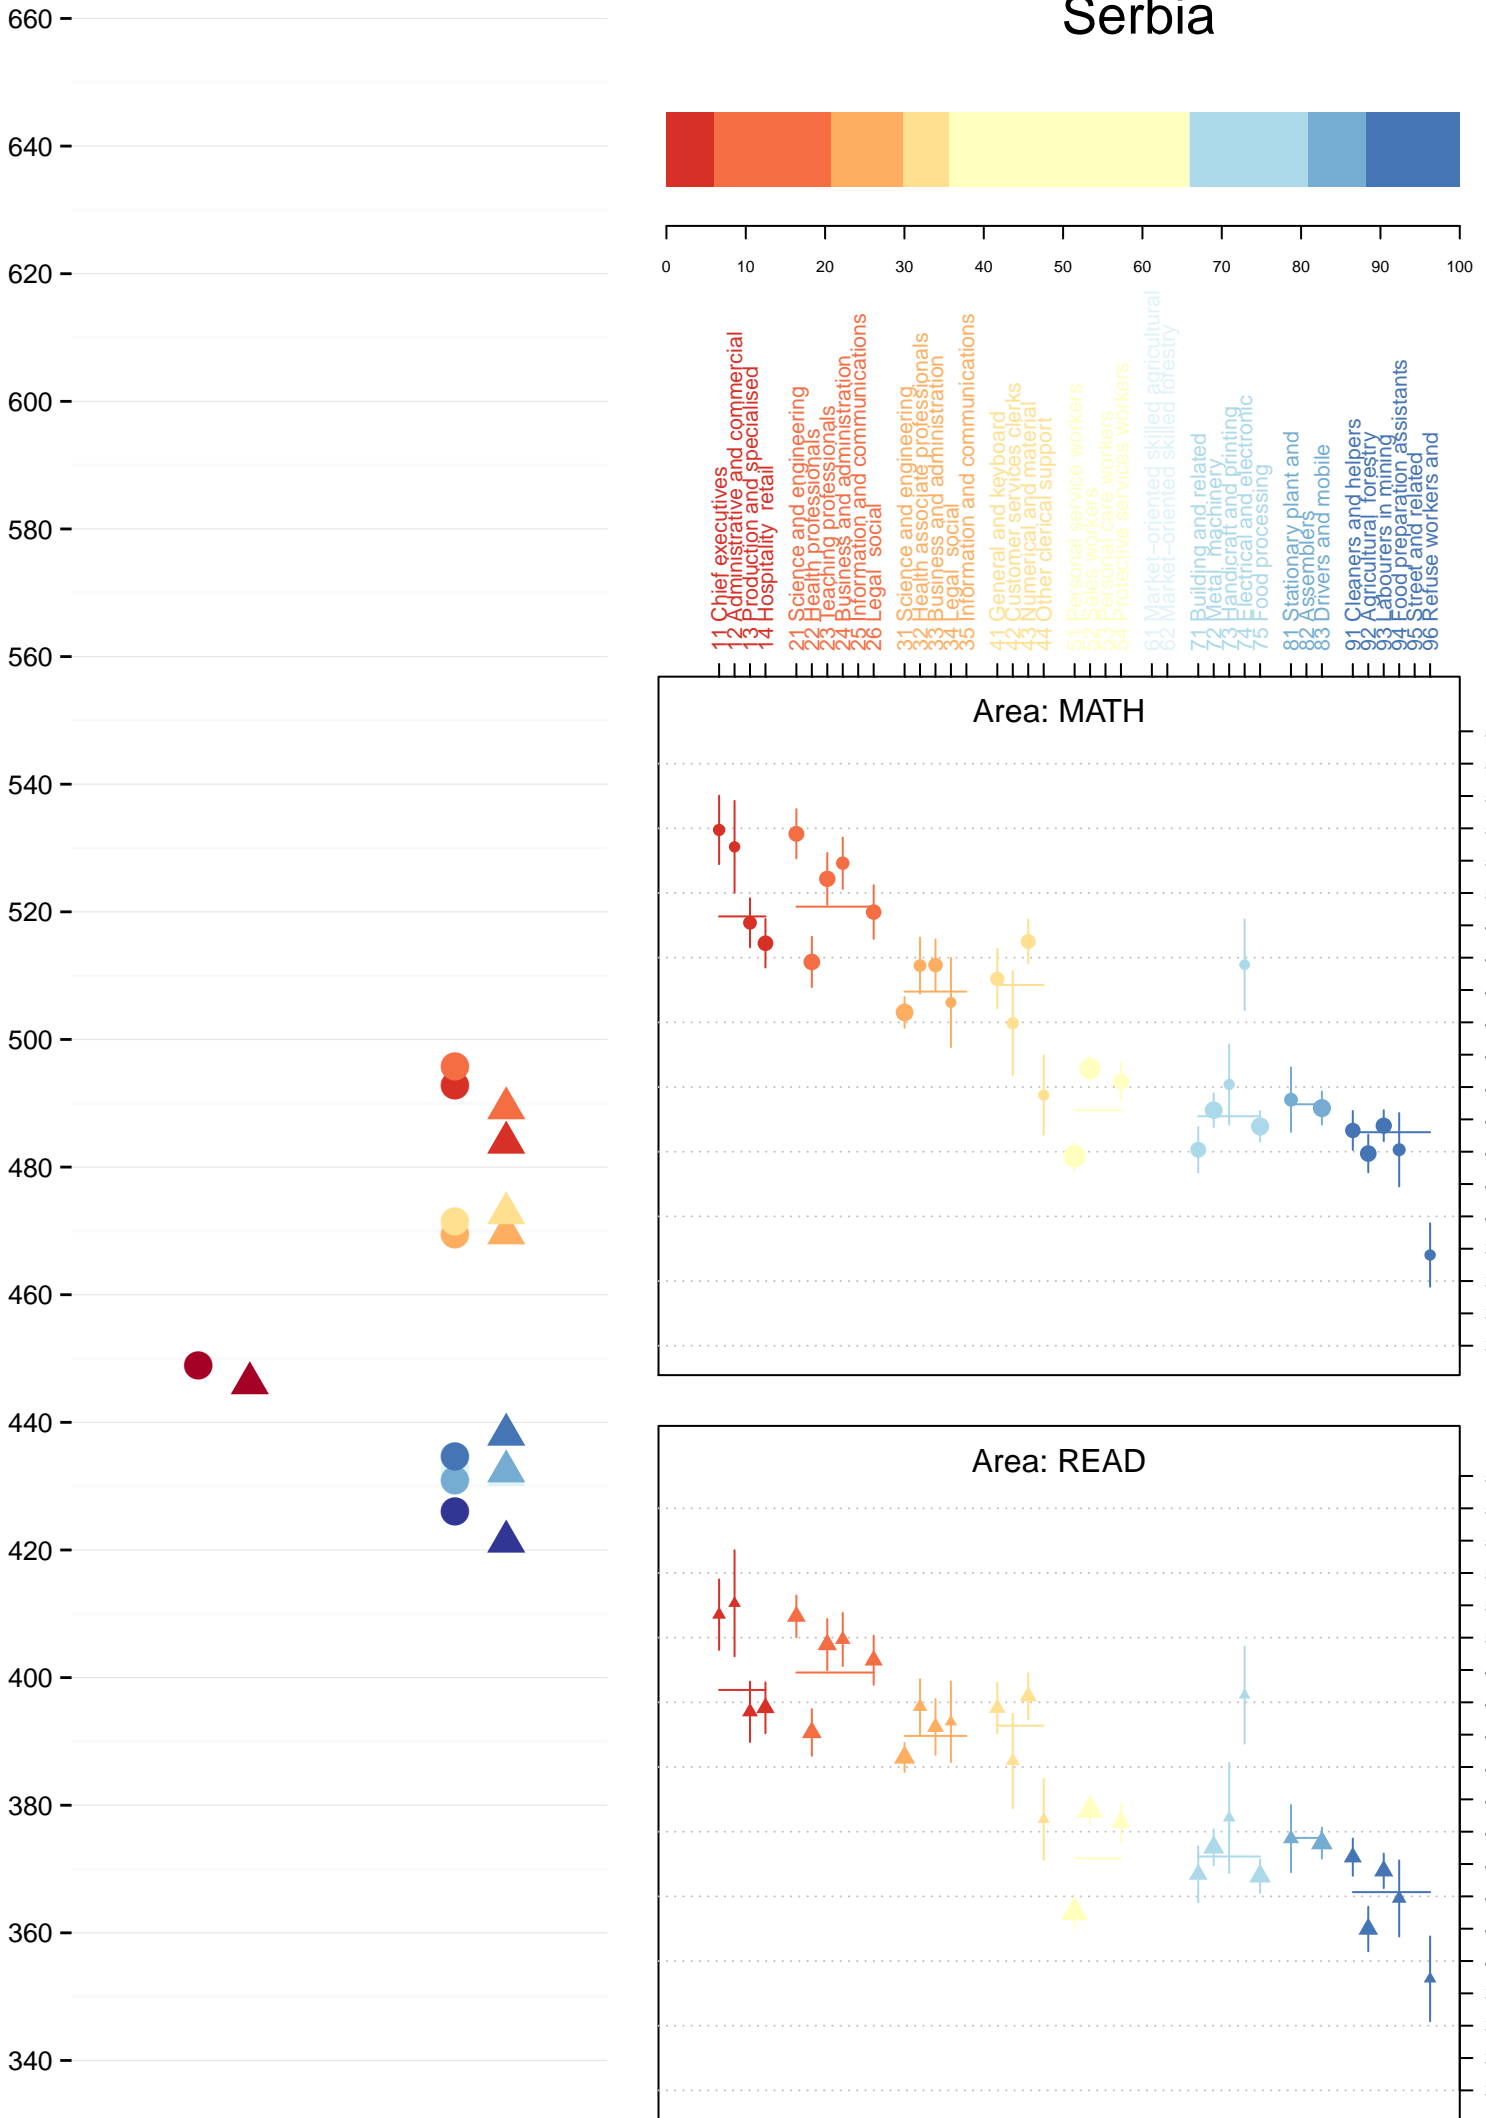 Serbia
660
640
620
600
580
560
540
520
500
480
460
440
420
400
380
360
340
0 10 20 30 40 50 60 70 80 90 100
11 Chief executives
12 Administrative and commercial
13 Production and specialised
14 Hospitality retail
21 Science and engineering
22 Health professionals
23 Teaching professionals
24 Business and administration
25 Information and communications
26 Legal social
31 Science and engineering
32 Health associate professionals
33 Business and administration
34 Legal social
35 Information and communications
41 General and keyboard
42 Customer services clerks
43 Numerical and material
44 Other clerical support
51 Personal service workers
52 Sales workers
53 Personal care workers
54 Protective services workers
61 Market−oriented skilled agricultural
62 Market−oriented skilled forestry
71 Building and related
72 Metal machinery
73 Handicraft and printing
74 Electrical and electronic
75 Food processing
81 Stationary plant and
82 Assemblers
83 Drivers and mobile
91 Cleaners and helpers
92 Agricultural forestry
93 Labourers in mining
94 Food preparation assistants
95 Street and related
96 Refuse workers and
Area: MATH
Area: READ